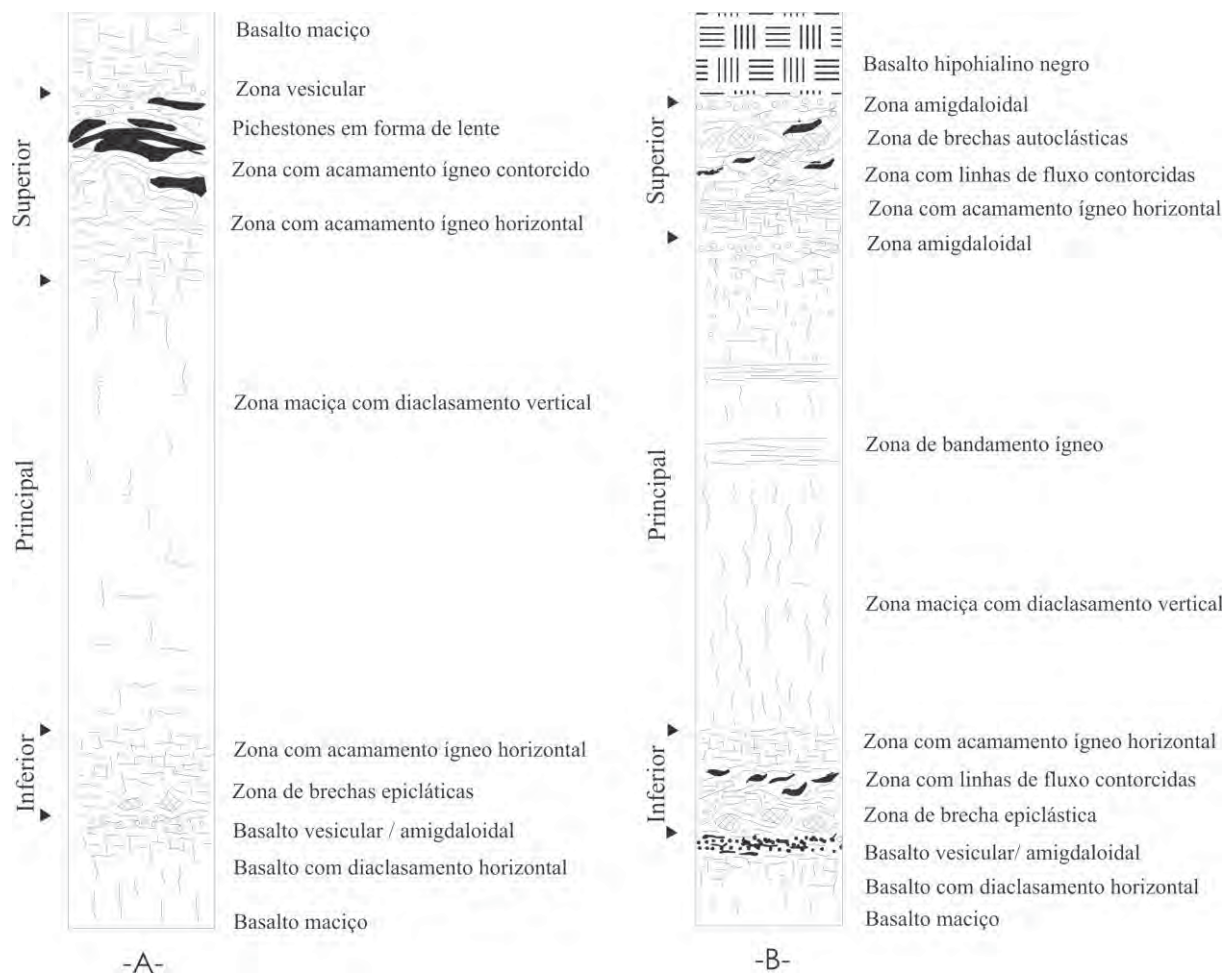 Basalto maciço
Zona vesicular
Pichestones em forma de lente
Zona com acamamento ígneo contorcido
Zona com acamamento ígneo horizontal
Zona maciça com diaclasamento vertical
Zona com acamamento ígneo horizontal
Zona de brechas epicláticas
Basalto vesicular / amigdaloidal
Basalto com diaclasamento horizontal
Basalto maciço
Superior
Principal
Inferior
-A-
Basalto hipohialino negro
Zona amigdaloidal
Zona de brechas autoclásticas
Zona com linhas de fluxo contorcidas
Zona com acamamento ígneo horizontal
Zona amigdaloidal
Zona de bandamento ígneo
Zona maciça com diaclasamento vertical
Zona com acamamento ígneo horizontal
Zona com linhas de fluxo contorcidas
Zona de brecha epiclástica
Basalto vesicular/ amigdaloidal
Basalto com diaclasamento horizontal
Basalto maciço
Superior
Principal
Inferior
-B-